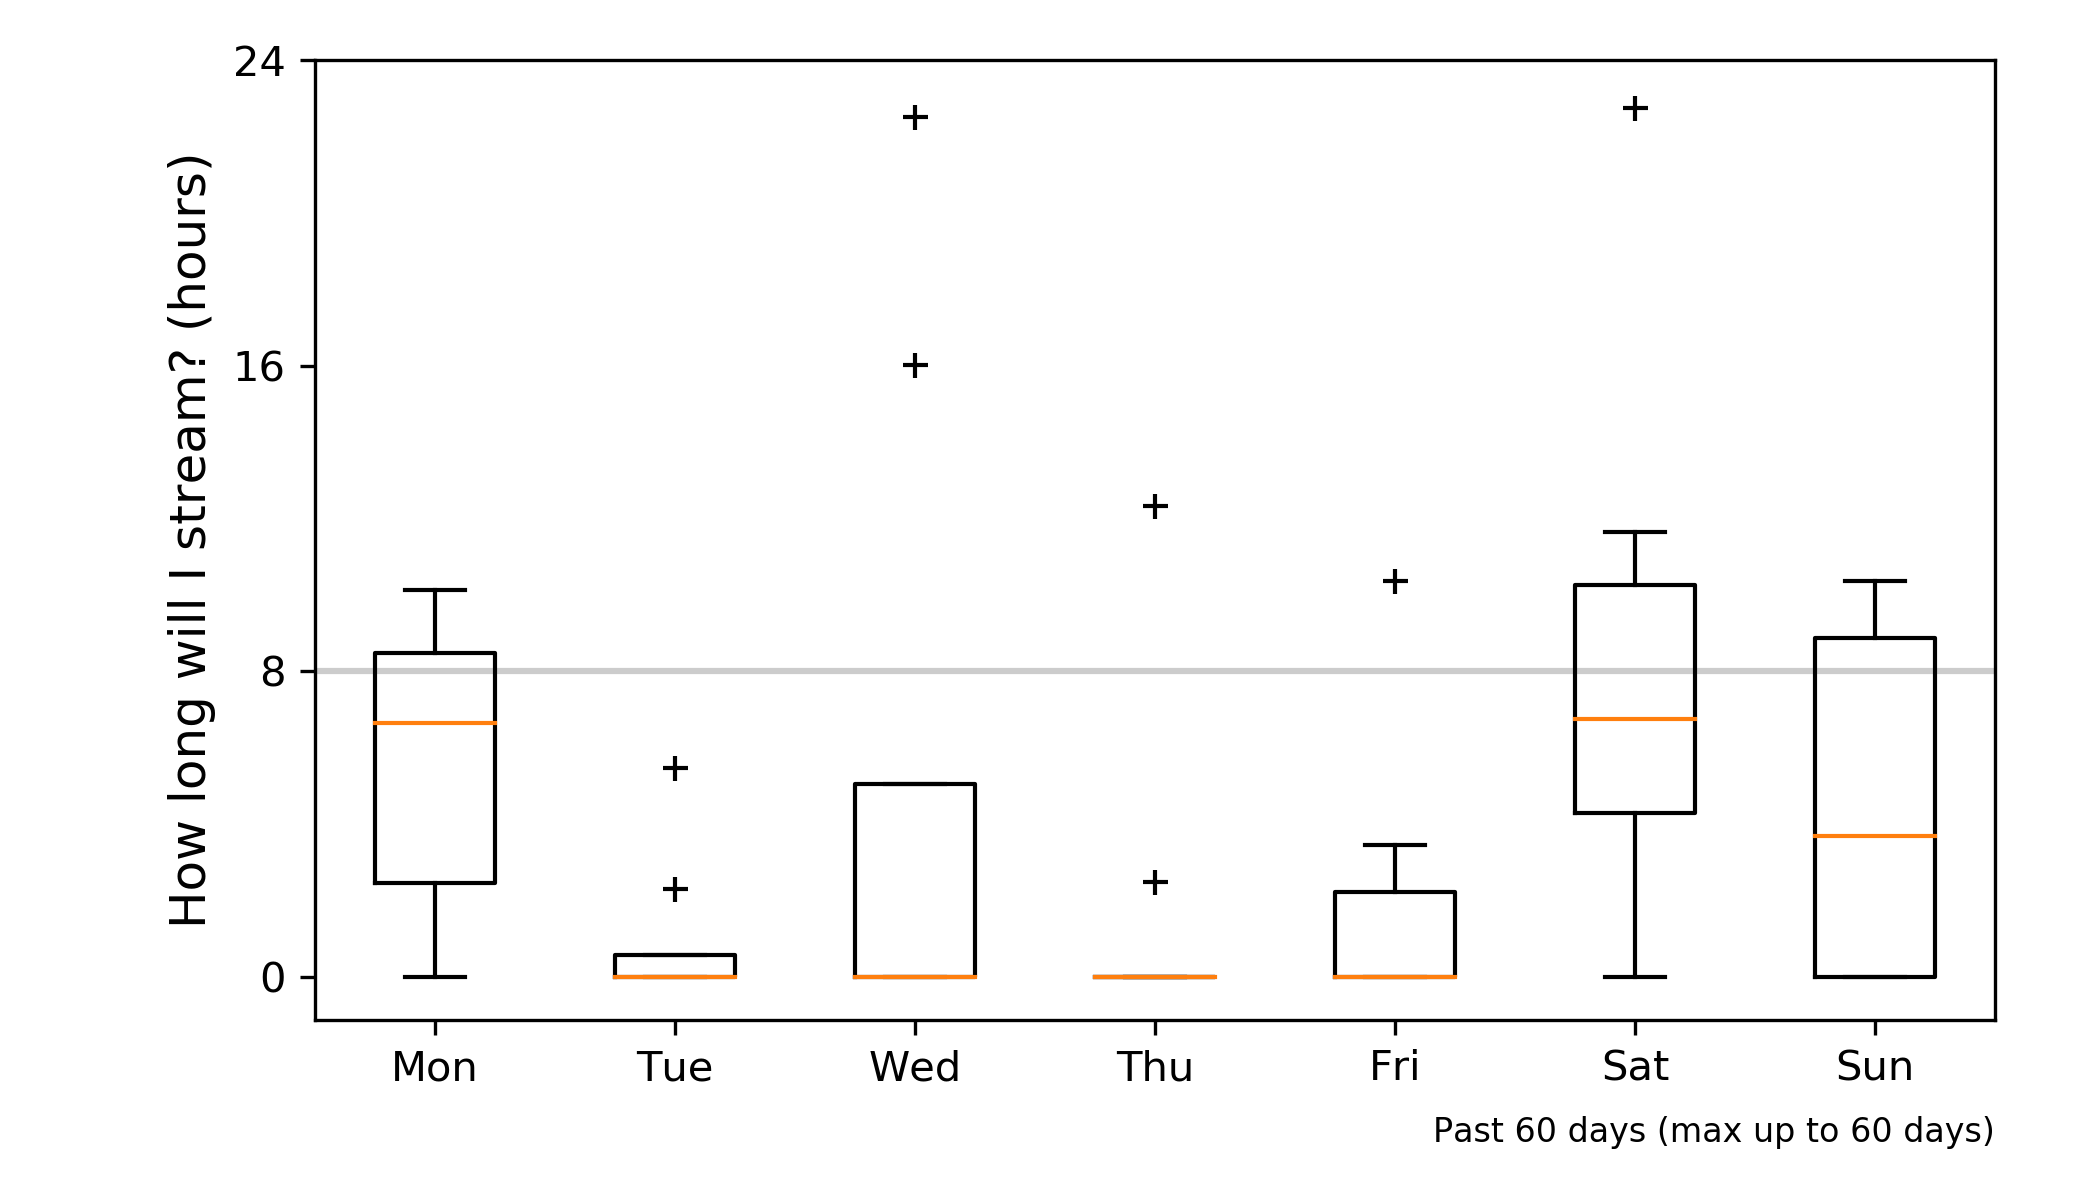 How long will I stream? (hours)
24
16
8
0
Mon Tue Wed Thu Fri Sat Sun
Past 60 days (max up to 60 days)